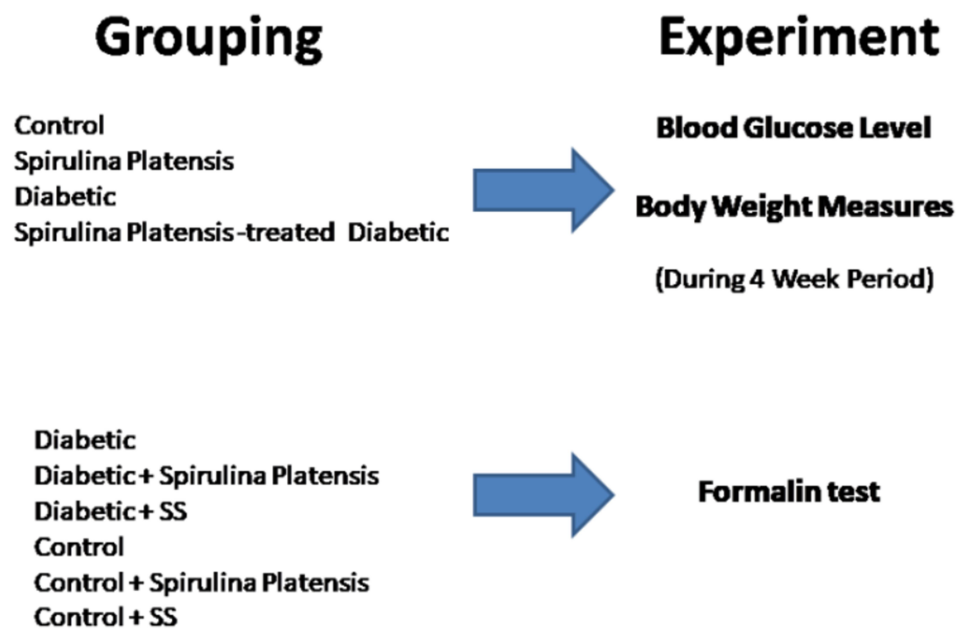 Grouping
Experiment
Control
Spirulina Platensis
Diabetic
Spirulina Platensis-treated Diabetic
Blood Glucose Level
Body Weight Measures
(During 4 Week Period)
Diabetic
Diabetic + Spirulina Platensis
Diabetic + SS
Control
Control + Spirulina Platensis
Control + SS
Formalin test